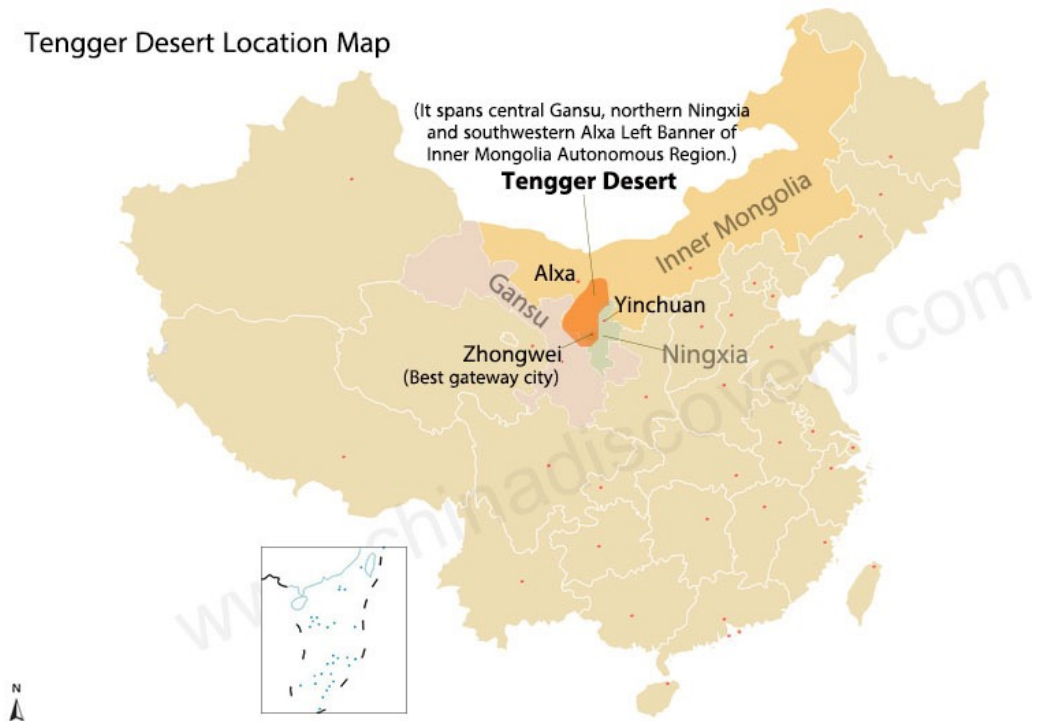 Tengger Desert Location Map
(It spans central Gansu, northern Ningxia
and southwestern Alxa Left Banner of
Inner Mongolia Autonomous Region.)
Tengger Desert
Inner Mongolia
Alxa
Gansu
Yinchuan
Zhongwei
(Best gateway city)
Ningxia
www.chinadiscovery.com
N